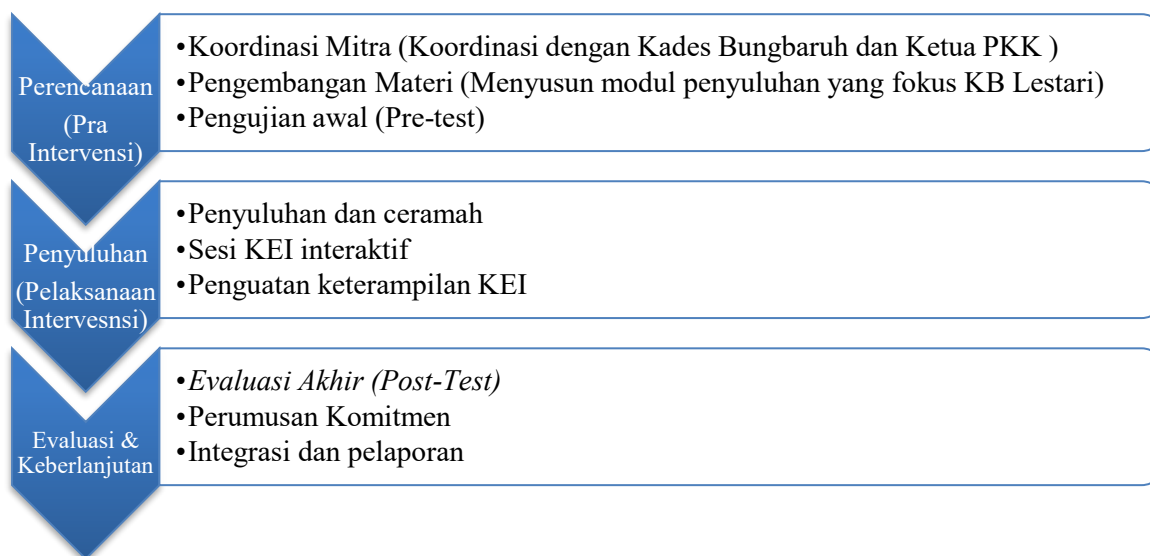 Perencanaan
(Pra
Intervensi)
•Koordinasi Mitra (Koordinasi dengan Kades Bungbaruh dan Ketua PKK )
•Pengembangan Materi (Menyusun modul penyuluhan yang fokus KB Lestari)
•Pengujian awal (Pre-test)
Penyuluhan
(Pelaksanaan
Intervesnsi)
•Penyuluhan dan ceramah
•Sesi KEI interaktif
•Penguatan keterampilan KEI
Evaluasi &
Keberlanjutan
•Evaluasi Akhir (Post-Test)
•Perumusan Komitmen
•Integrasi dan pelaporan